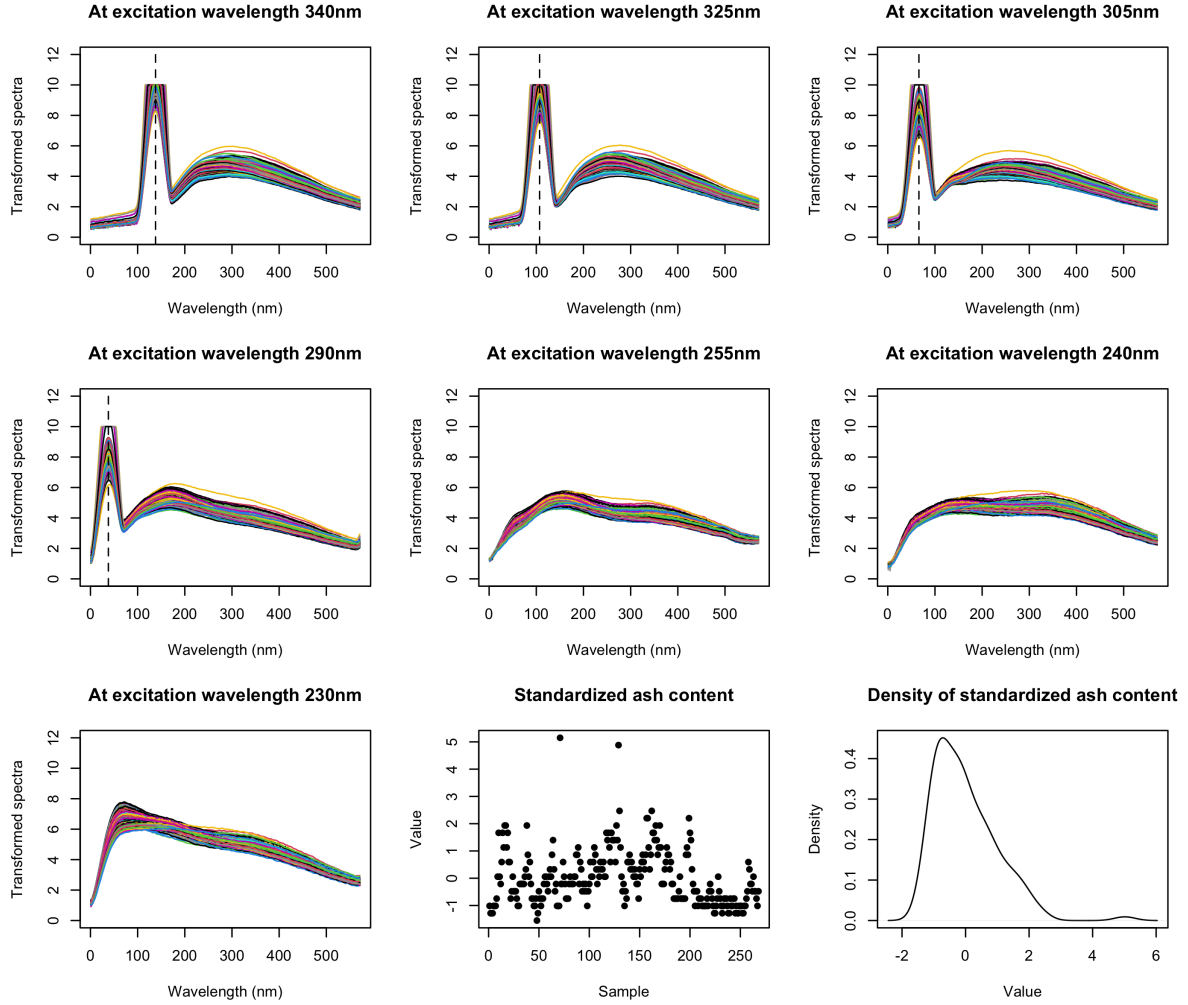 At excitation wavelength 340nm
Transformed spectra
0 2 4 6 8 10 12
0 100 200 300 400 500
Wavelength (nm)
At excitation wavelength 325nm
Transformed spectra
0 2 4 6 8 10 12
0 100 200 300 400 500
Wavelength (nm)
At excitation wavelength 305nm
Transformed spectra
0 2 4 6 8 10 12
0 100 200 300 400 500
Wavelength (nm)
At excitation wavelength 290nm
Transformed spectra
0 2 4 6 8 10 12
0 100 200 300 400 500
Wavelength (nm)
At excitation wavelength 255nm
Transformed spectra
0 2 4 6 8 10 12
0 100 200 300 400 500
Wavelength (nm)
At excitation wavelength 240nm
Transformed spectra
0 2 4 6 8 10 12
0 100 200 300 400 500
Wavelength (nm)
At excitation wavelength 230nm
Transformed spectra
0 2 4 6 8 10 12
0 100 200 300 400 500
Wavelength (nm)
Standardized ash content
Value
-1 0 1 2 3 4 5
0 50 100 150 200 250
Sample
Density of standardized ash content
Density
0.0 0.1 0.2 0.3 0.4
-2 0 2 4 6
Value